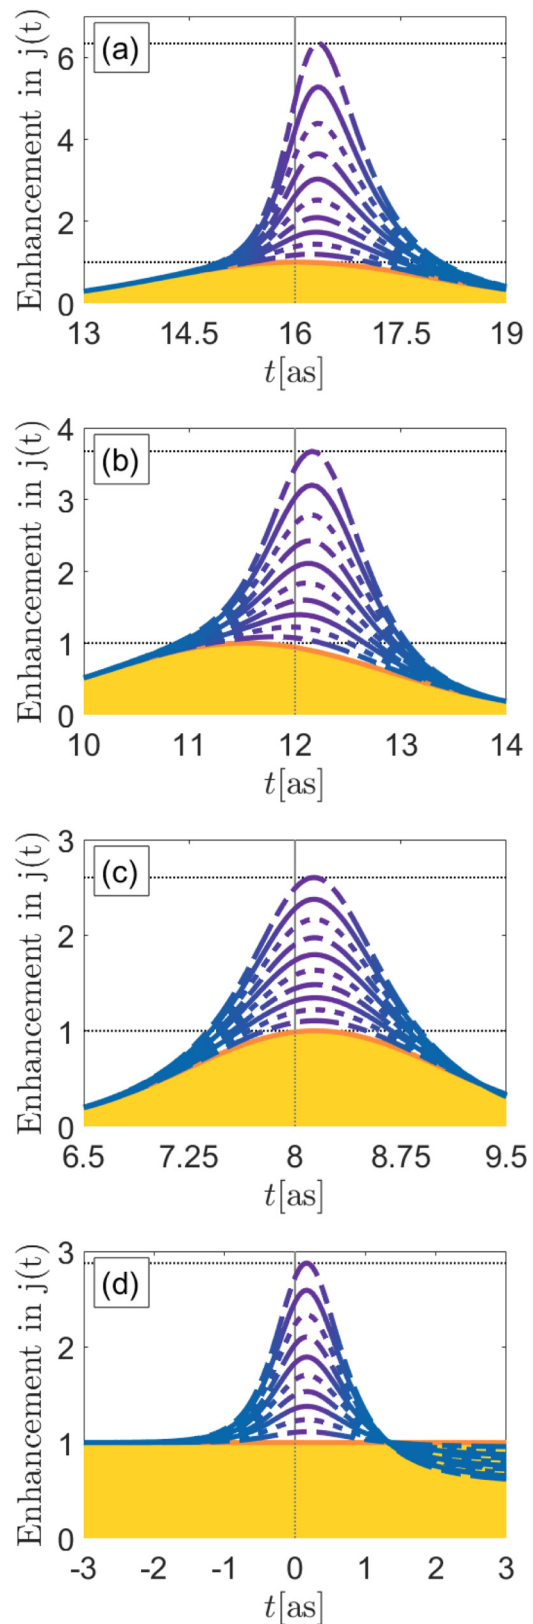 (a)
Enhancement in j(t)
6
4
2
0
13 14.5 16 17.5 19
t[as]
(b)
Enhancement in j(t)
4
3
2
1
0
10 11 12 13 14
t[as]
(c)
Enhancement in j(t)
3
2
1
0
6.5 7.25 8 8.75 9.5
t[as]
(d)
Enhancement in j(t)
3
2
1
0
-3 -2 -1 0 1 2 3
t[as]